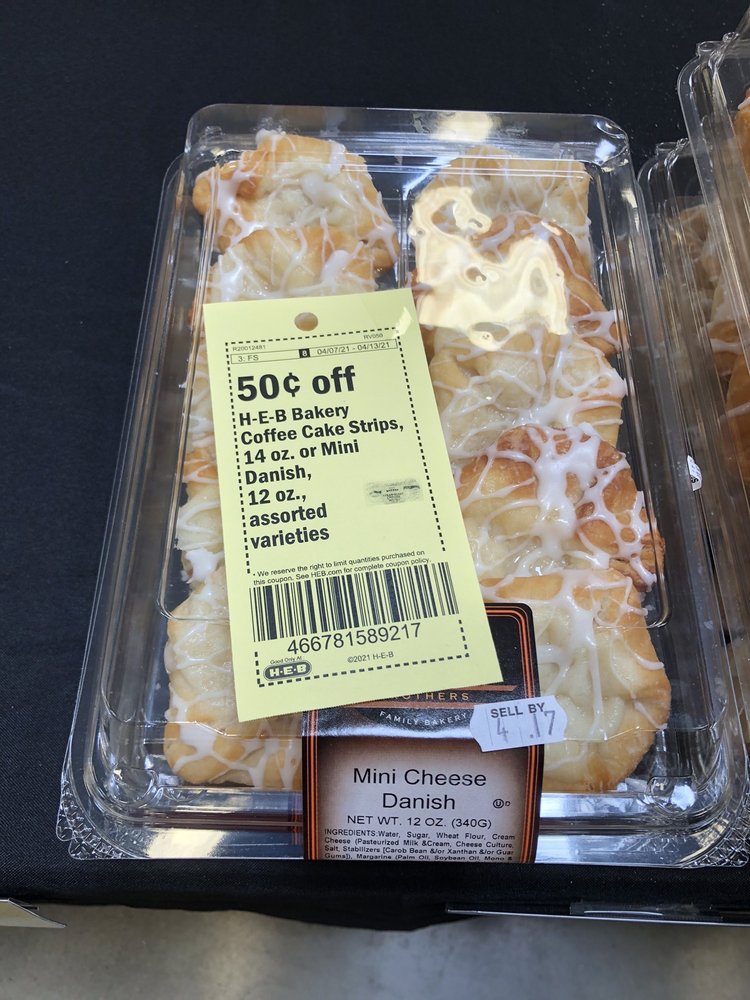 R20012481 RV050
3: FS 8 04/07/21 - 04/13/21
50¢ off
H-E-B Bakery
Coffee Cake Strips,
14 oz. or Mini
Danish,
12 oz.,
assorted
varieties
• We reserve the right to limit quantities purchased on
this coupon. See HEB.com for complete coupon policy.
466781589217
Good Only At:
H-E-B
©2021 H-E-B
OTHERS
FAMILY BAKERY
SELL BY
4 17
Mini Cheese
Danish
U D
NET WT. 12 OZ. (340G)
INGREDIENTS:Water, Sugar, Wheat Flour, Cream
Cheese (Pasteurized Milk &Cream, Cheese Culture,
Salt, Stabilizers [Carob Bean &/or Xanthan &/or Guar
Gums]), Margarine (Palm Oil, Soybean Oil, Mono &